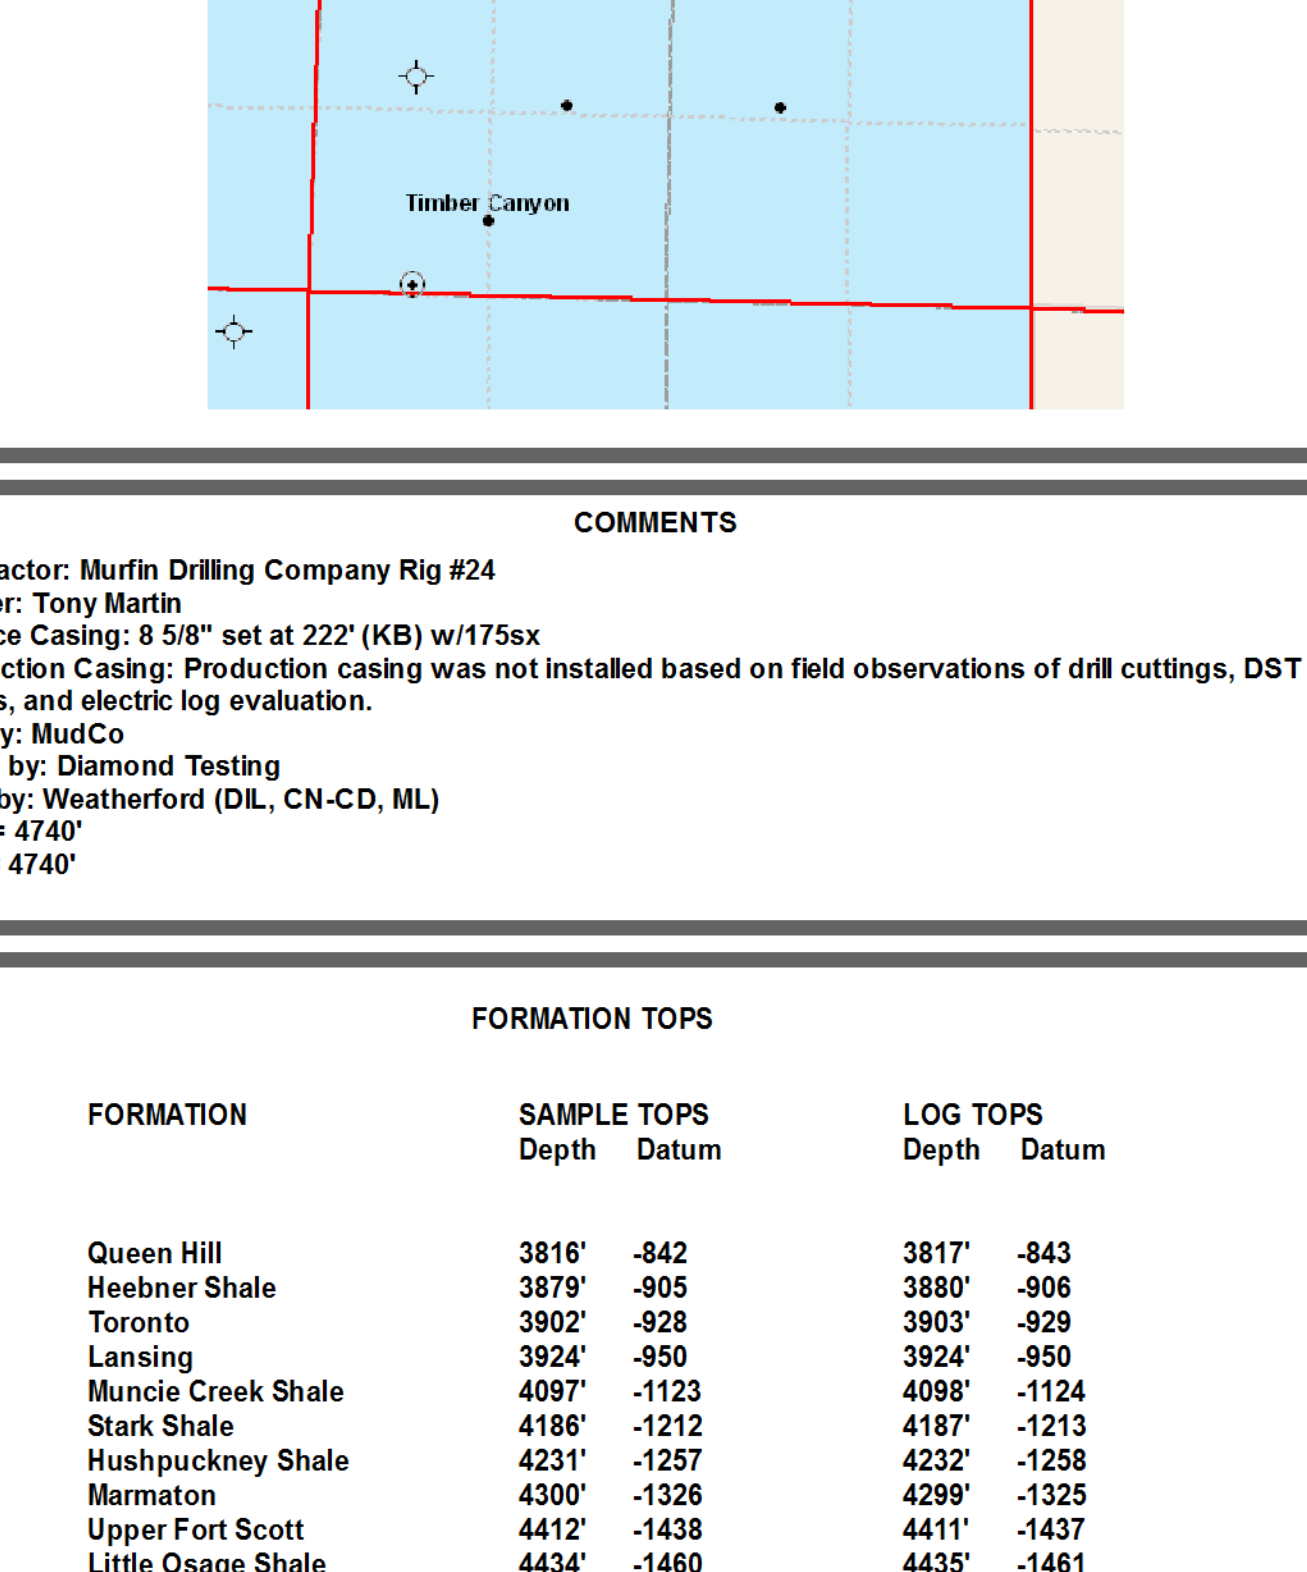 Timber Canyon
COMMENTS
actor: Murfin Drilling Company Rig #24
er: Tony Martin
ce Casing: 8 5/8" set at 222' (KB) w/175sx
ction Casing: Production casing was not installed based on field observations of drill cuttings, DST
s, and electric log evaluation.
y: MudCo
by: Diamond Testing
by: Weatherford (DIL, CN-CD, ML)
= 4740'
4740'
FORMATION TOPS
FORMATION SAMPLE TOPS LOG TOPS
Depth Datum Depth Datum
Queen Hill 3816' -842 3817' -843
Heebner Shale 3879' -905 3880' -906
Toronto 3902' -928 3903' -929
Lansing 3924' -950 3924' -950
Muncie Creek Shale 4097' -1123 4098' -1124
Stark Shale 4186' -1212 4187' -1213
Hushpuckney Shale 4231' -1257 4232' -1258
Marmaton 4300' -1326 4299' -1325
Upper Fort Scott 4412' -1438 4411' -1437
Little Osage Shale 4434' -1460 4435' -1461